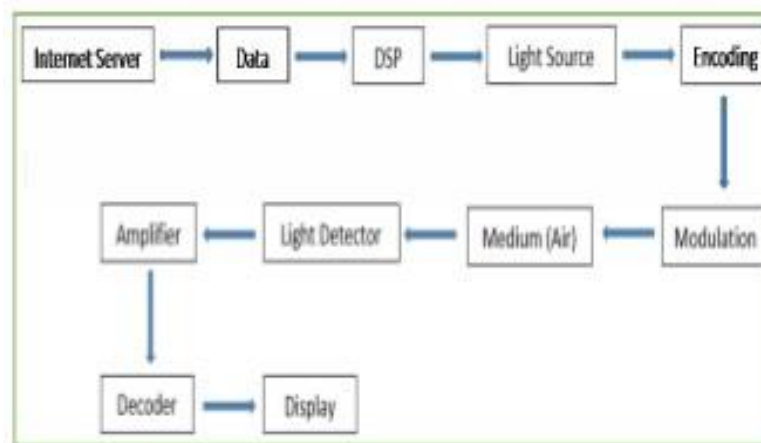 Internet Server
Data
DSP
Light Source
Encoding
Modulation
Medium (Air)
Light Detector
Amplifier
Decoder
Display